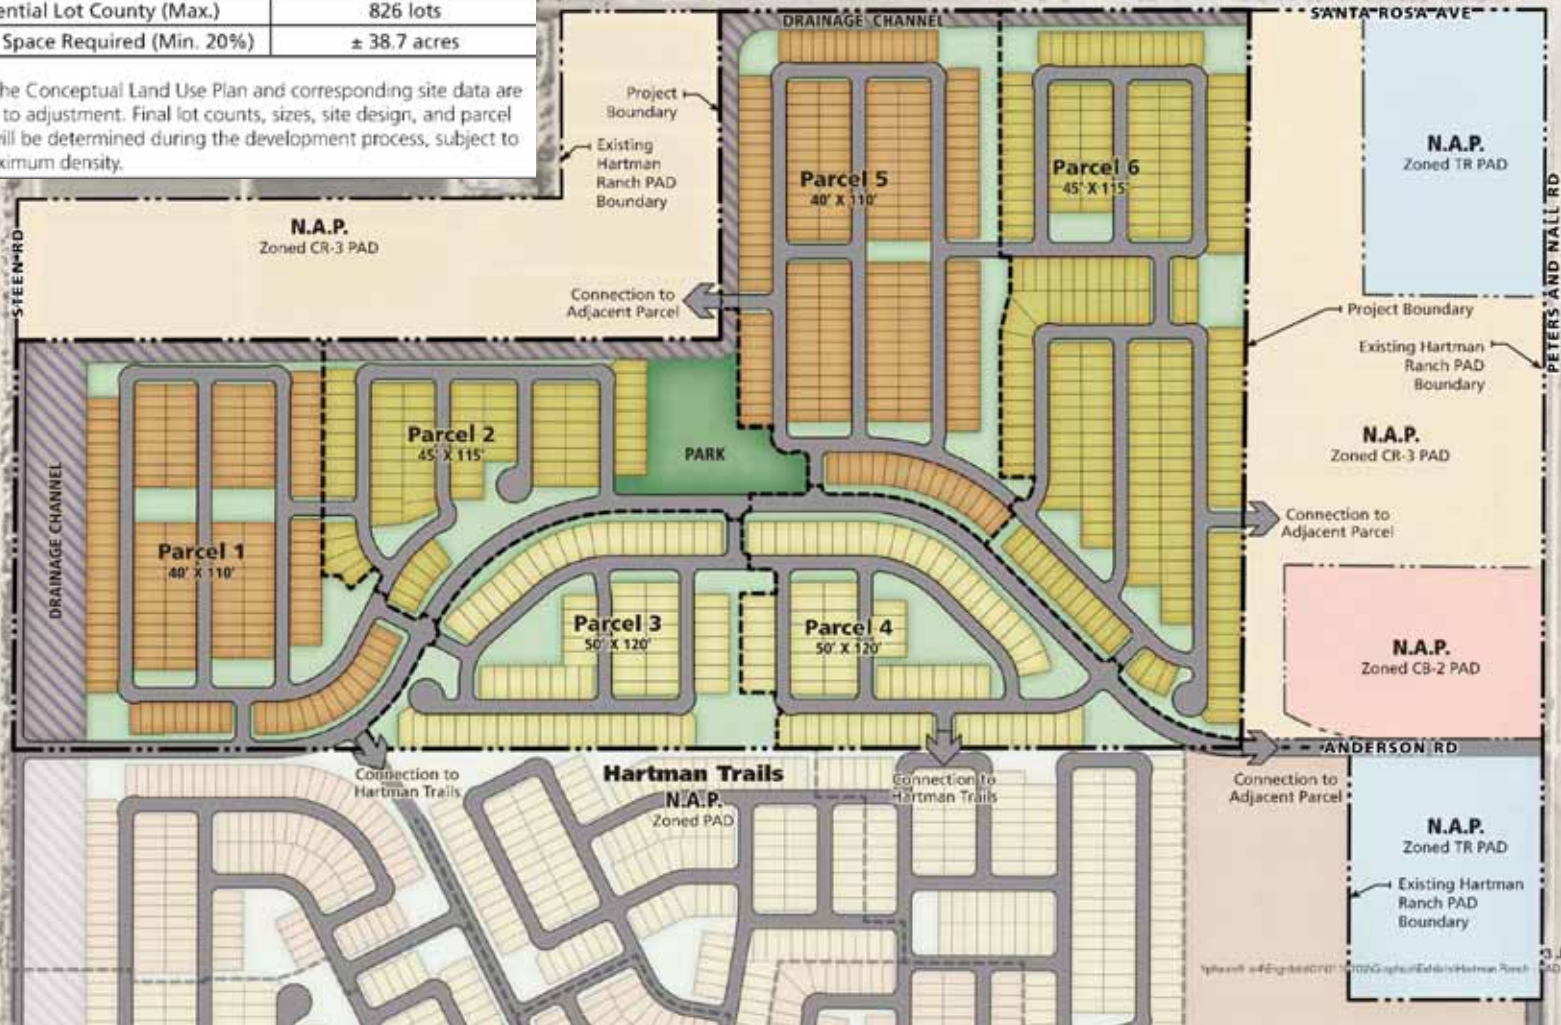 ential Lot County (Max.)
826 lots
Space Required (Min. 20%)
± 38.7 acres
he Conceptual Land Use Plan and corresponding site data are
to adjustment. Final lot counts, sizes, site design, and parcel
ill be determined during the development process, subject to
ximum density.
DRAINAGE CHANNEL
SANTA ROSA AVE
Project
Boundary
Existing
Hartman
Ranch PAD
Boundary
N.A.P.
Zoned CR-3 PAD
STEEN RD
Parcel 5
40' X 110'
Parcel 6
45' X 115'
N.A.P.
Zoned TR PAD
PETERS AND NALL RD
Connection to
Adjacent Parcel
Project Boundary
Existing Hartman
Ranch PAD
Boundary
N.A.P.
Zoned CR-3 PAD
DRAINAGE CHANNEL
Parcel 1
40' X 110'
Parcel 2
45' X 115'
PARK
Connection to
Adjacent Parcel
Parcel 3
50' X 120'
Parcel 4
50' X 120'
N.A.P.
Zoned CB-2 PAD
ANDERSON RD
Connection to
Hartman Trails
Hartman Trails
N.A.P.
Zoned PAD
Connection to
Hartman Trails
Connection to
Adjacent Parcel
N.A.P.
Zoned TR PAD
Existing Hartman
Ranch PAD
Boundary